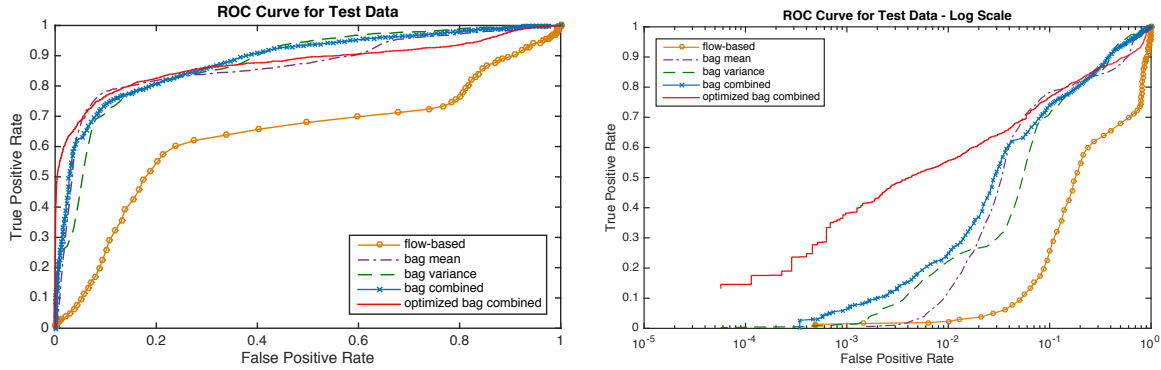 ROC Curve for Test Data
True Positive Rate
1
0.9
0.8
0.7
0.6
0.5
0.4
0.3
0.2
0.1
0
flow-based
bag mean
bag variance
bag combined
optimized bag combined
0 0.2 0.4 0.6 0.8 1
False Positive Rate
ROC Curve for Test Data - Log Scale
True Positive Rate
1
0.9
0.8
0.7
0.6
0.5
0.4
0.3
0.2
0.1
0
flow-based
bag mean
bag variance
bag combined
optimized bag combined
10⁻⁵ 10⁻⁴ 10⁻³ 10⁻² 10⁻¹ 10⁰
False Positive Rate